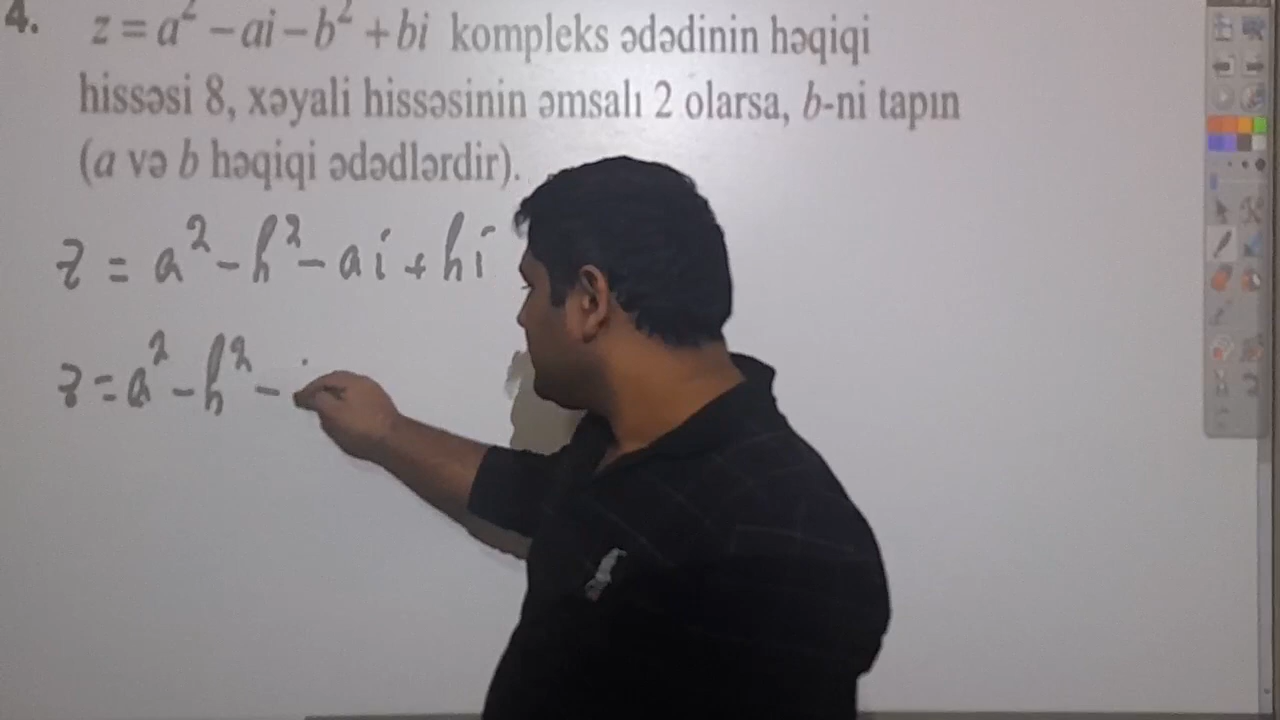 4. z = a² − ai − b² + bi kompleks ədədinin həqiqi
hissəsi 8, xəyali hissəsinin əmsalı 2 olarsa, b-ni tapın
(a və b həqiqi ədədlərdir).
z = a² − b² − ai + bi
z = a² − b² −